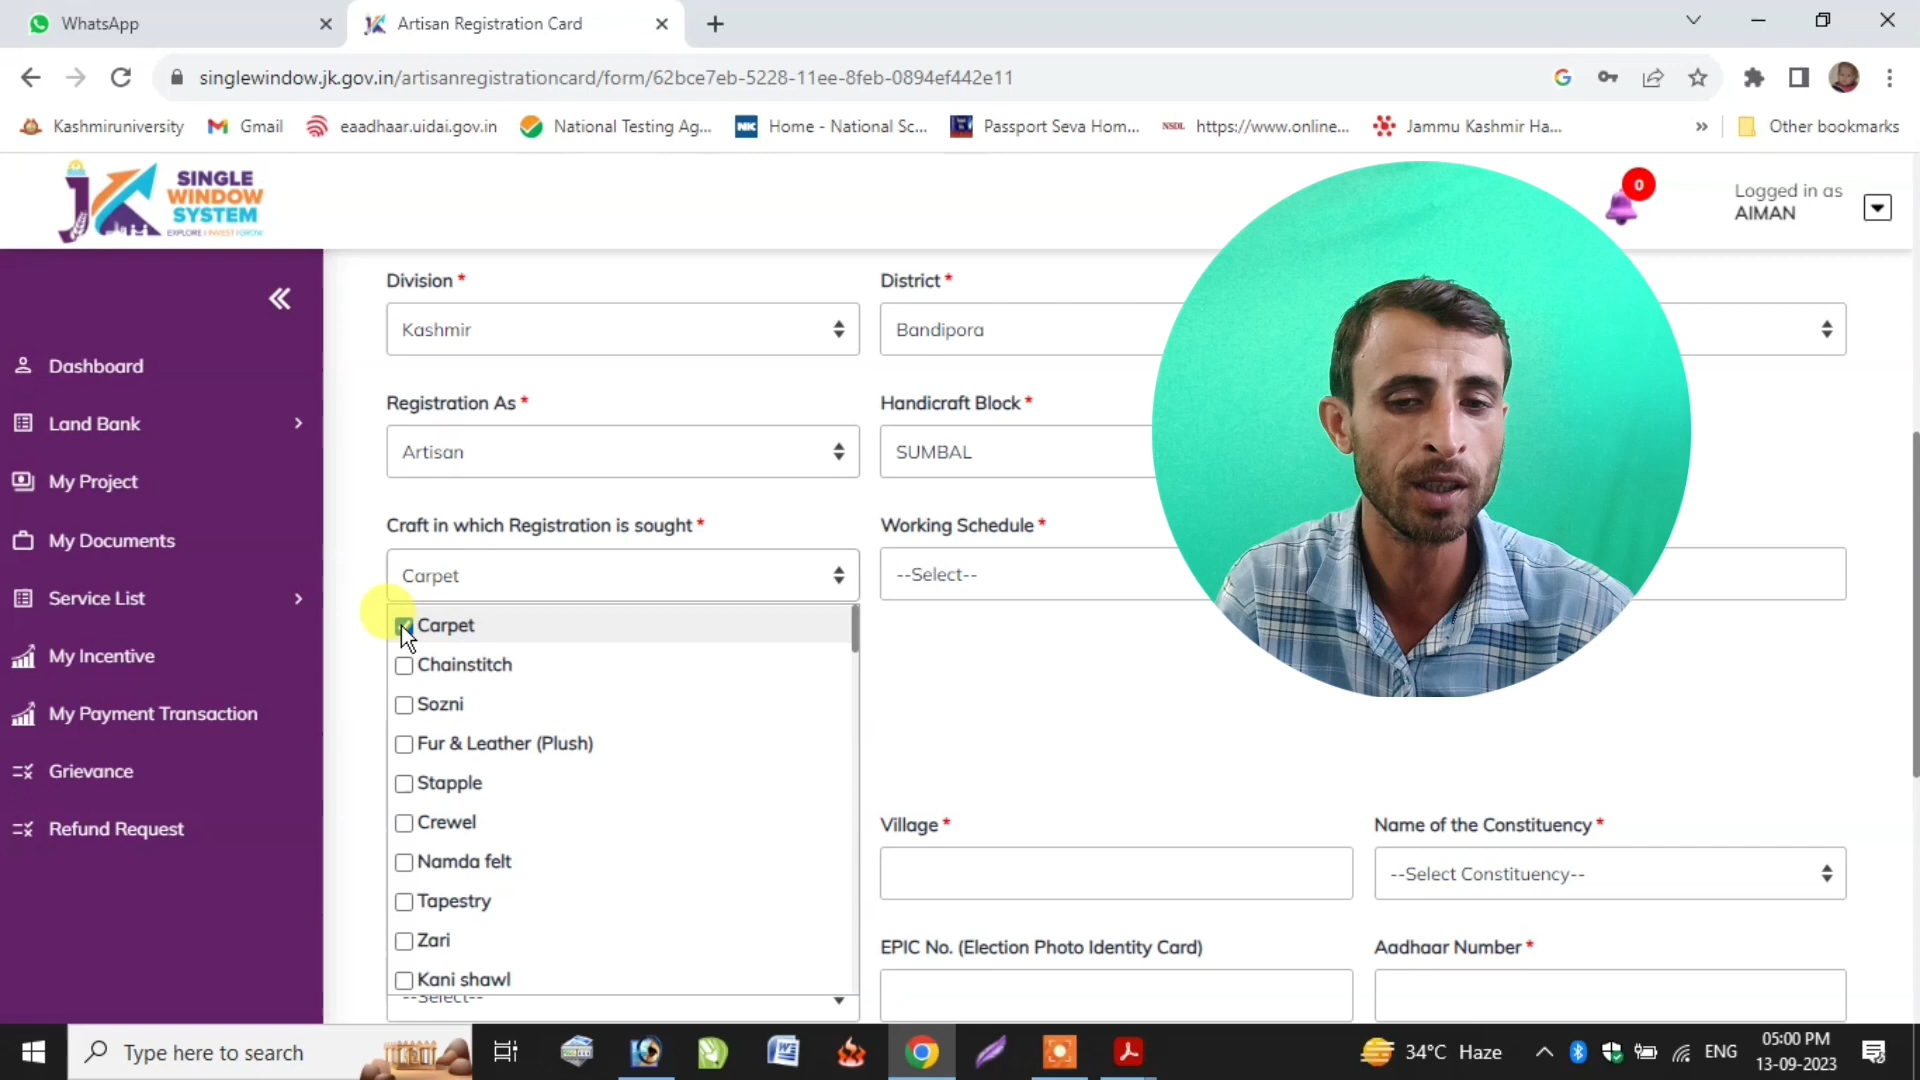 WhatsApp
Artisan Registration Card
singlewindow.jk.gov.in/artisanregistrationcard/form/62bce7eb-5228-11ee-8feb-0894ef442e11
Kashmiruniversity
Gmail
eaadhaar.uidai.gov.in
National Testing Ag...
NK
Home - National Sc...
Passport Seva Hom...
NSDL
https://www.online...
Jammu Kashmir Ha...
»
Other bookmarks
SINGLE
WINDOW
SYSTEM
EXPLORE | INVEST | GROW
0
Logged in as
AIMAN
Dashboard
Land Bank
My Project
My Documents
Service List
My Incentive
My Payment Transaction
Grievance
Refund Request
Division *
District *
Kashmir
Bandipora
Registration As *
Handicraft Block *
Artisan
SUMBAL
Craft in which Registration is sought *
Working Schedule *
Carpet
--Select--
Carpet
Chainstitch
Sozni
Fur & Leather (Plush)
Stapple
Crewel
Namda felt
Tapestry
Zari
Kani shawl
--Select--
Village *
Name of the Constituency *
--Select Constituency--
EPIC No. (Election Photo Identity Card)
Aadhaar Number *
Type here to search
34°C Haze
ENG
05:00 PM
13-09-2023